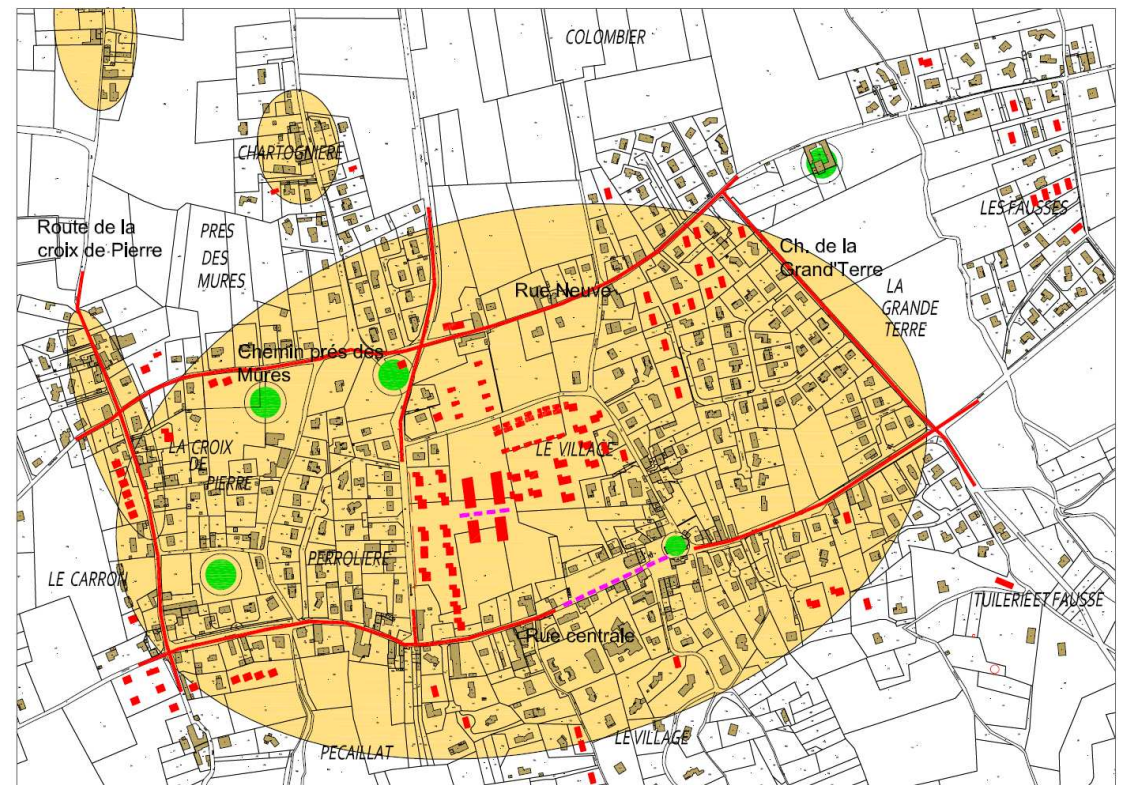 COLOMBIER
CHARTOGNIERE
LES FAUSSES
Route de la
croix de Pierre
PRES
DES
MURES
Ch. de la
Grand'Terre
LA
GRANDE
TERRE
Rue Neuve
Chemin prés des
Mûres
LA CROIX
DE
PIERRE
LE VILLAGE
PERROLIERE
LE CARRON
TUILERIE ET FAUSSE
Rue centrale
LE VILLAGE
PECAILLAT